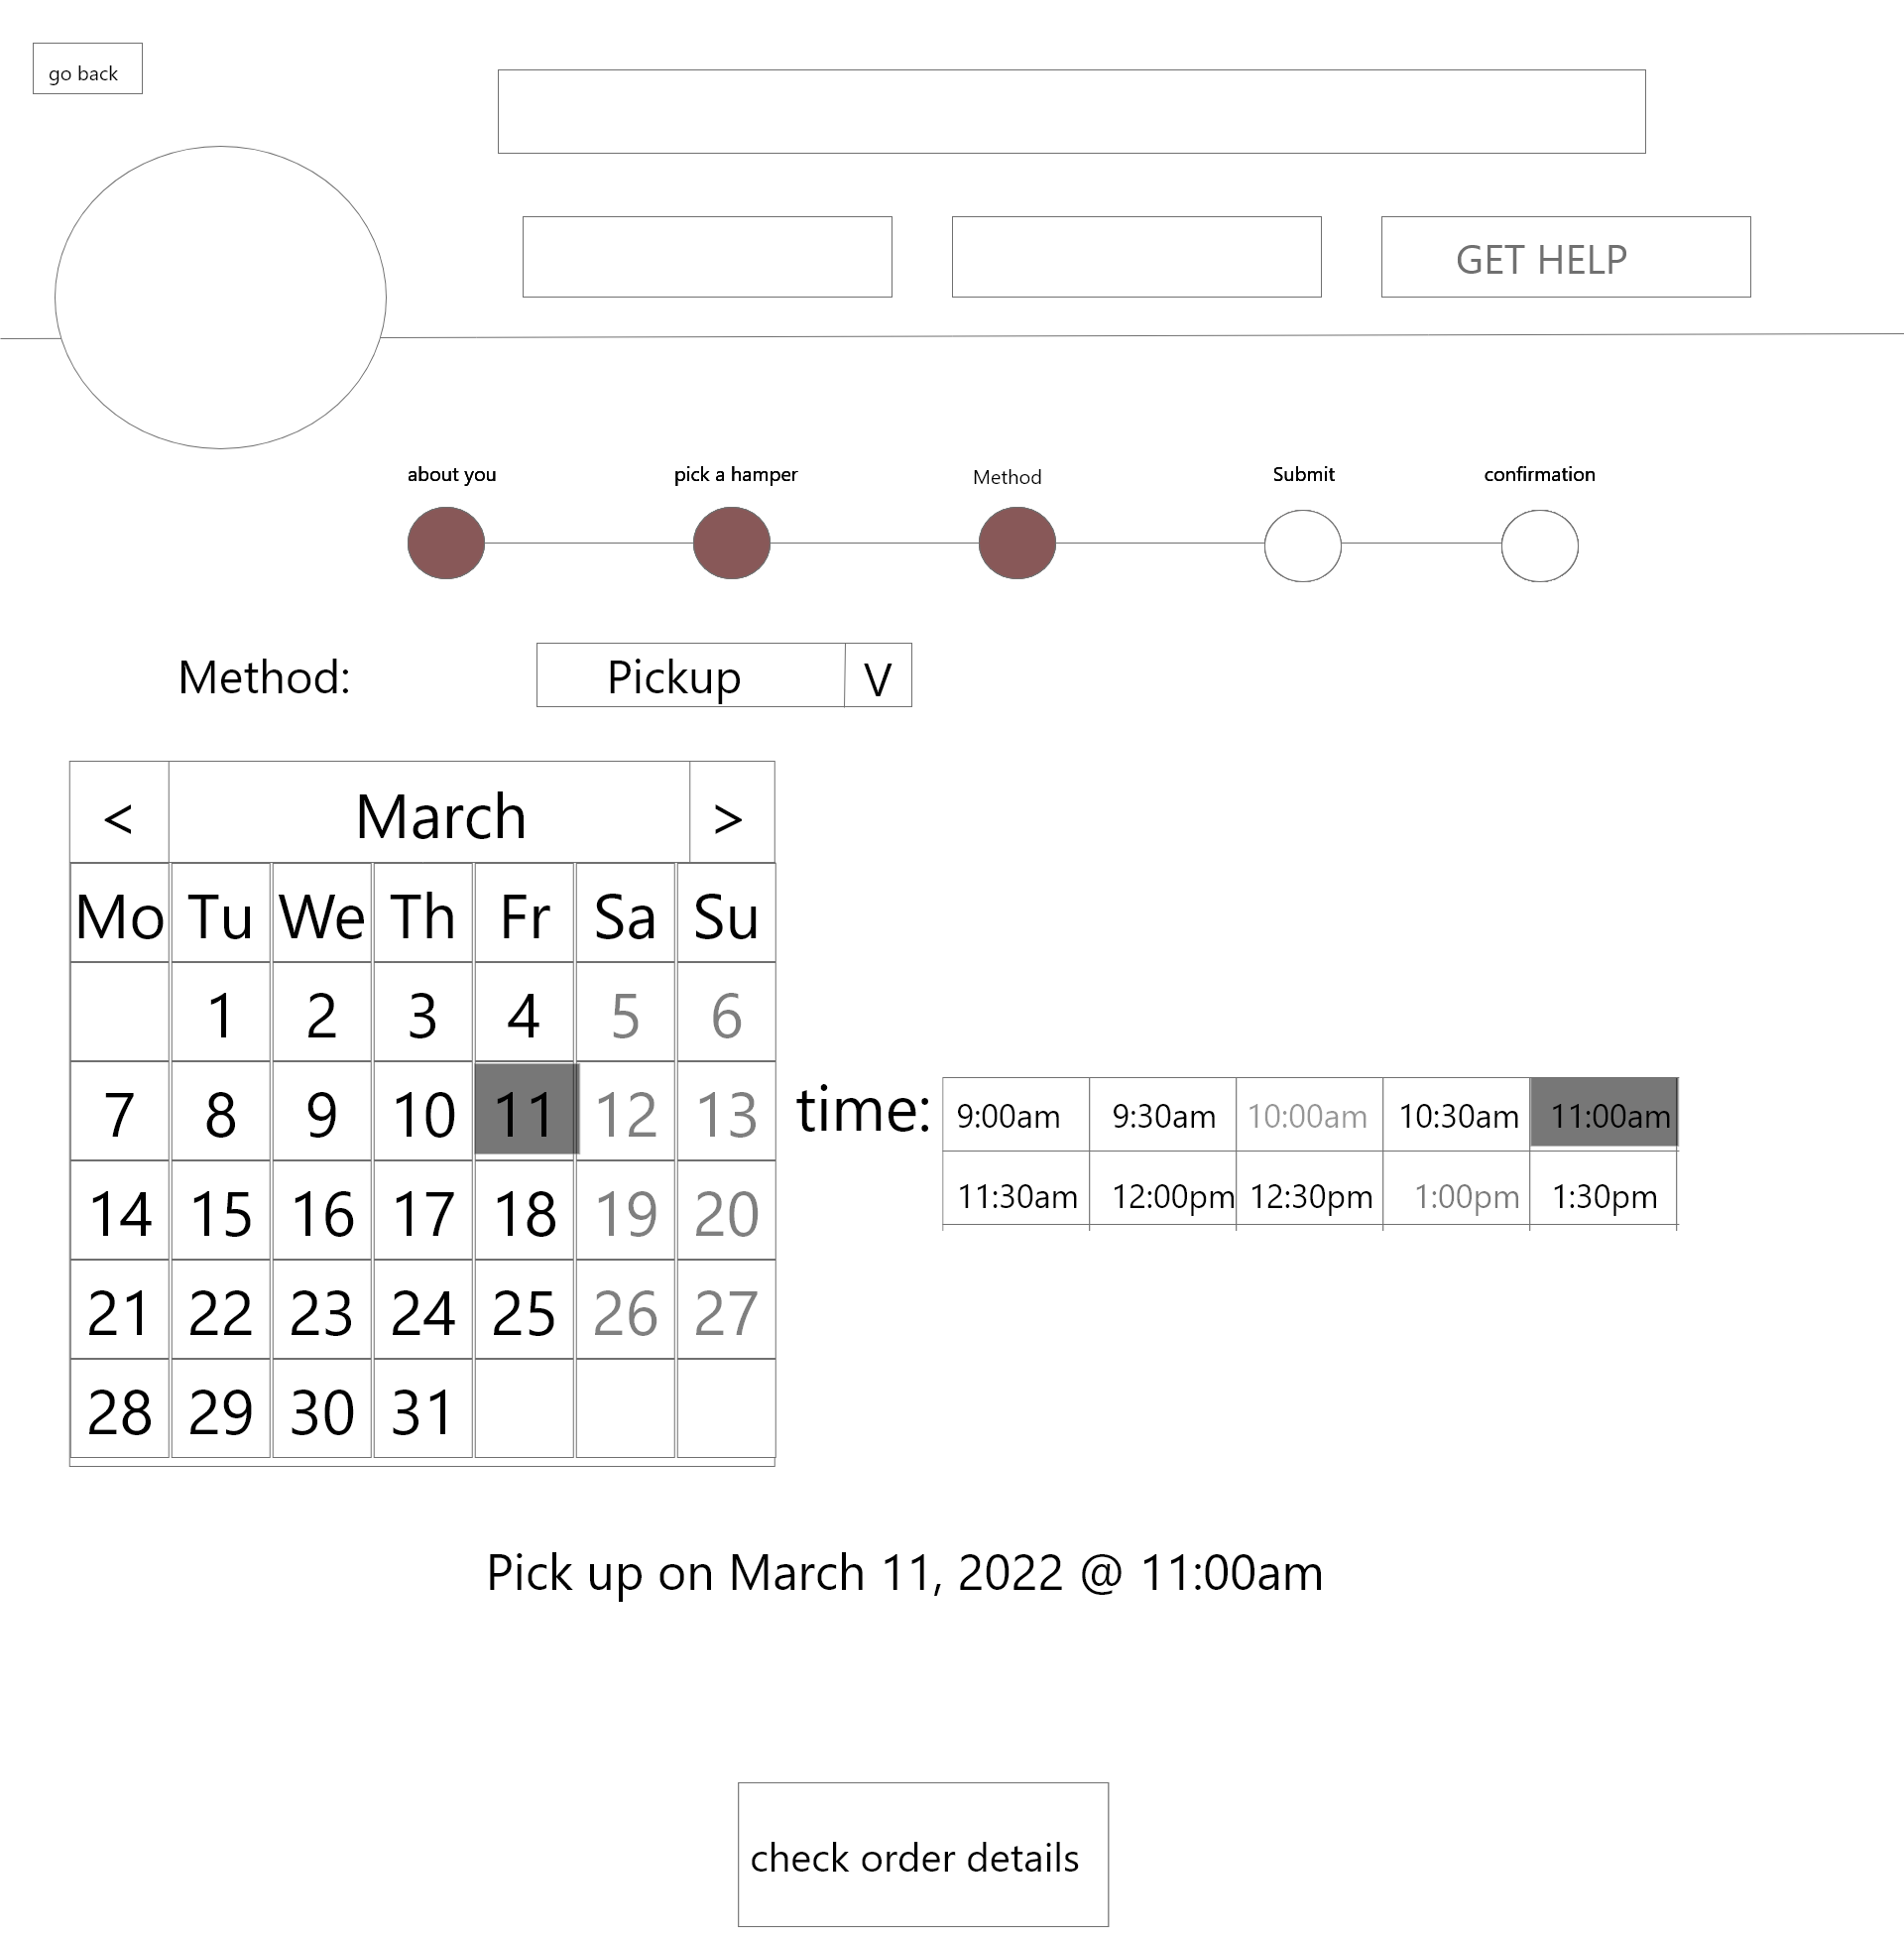 go back
GET HELP
about you pick a hamper Method Submit confirmation
Method: Pickup V
< March >
Mo Tu We Th Fr Sa Su
1 2 3 4 5 6
7 8 9 10 11 12 13
time: 9:00am 9:30am 10:00am 10:30am 11:00am
11:30am 12:00pm 12:30pm 1:00pm 1:30pm
14 15 16 17 18 19 20
21 22 23 24 25 26 27
28 29 30 31
Pick up on March 11, 2022 @ 11:00am
check order details